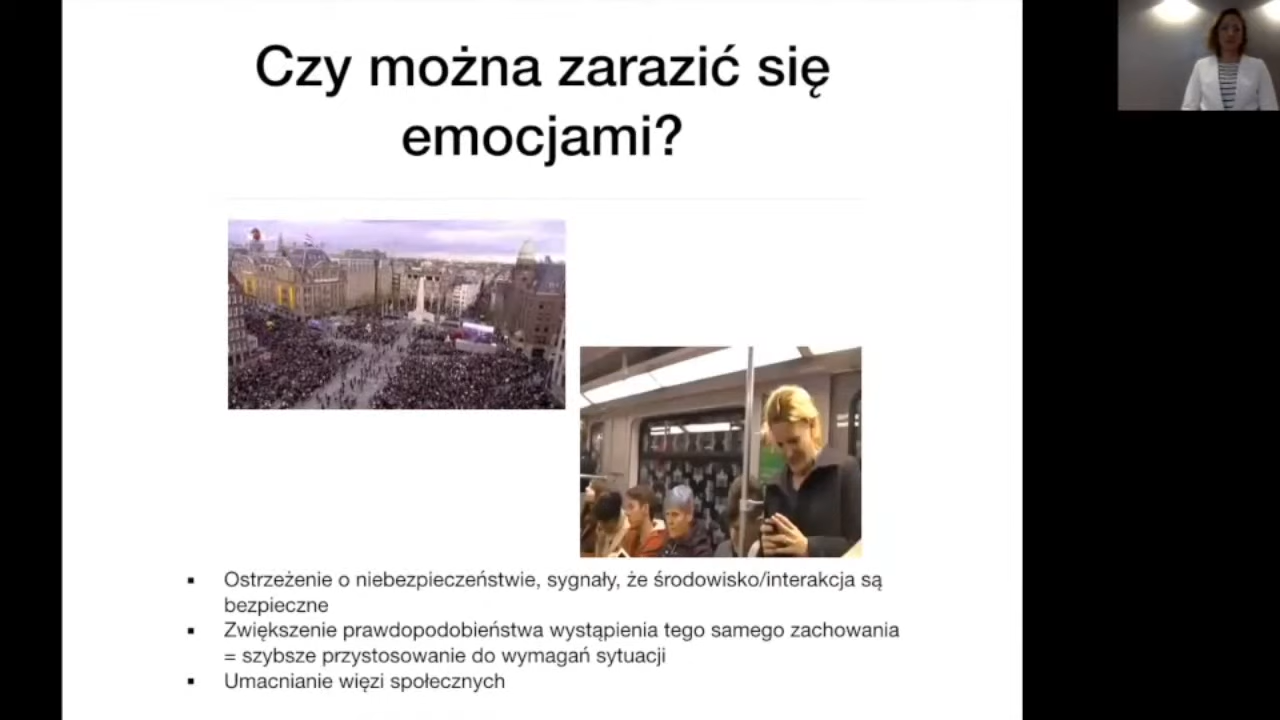 Czy można zarazić się
emocjami?
▪ Ostrzeżenie o niebezpieczeństwie, sygnały, że środowisko/interakcja są
bezpieczne
▪ Zwiększenie prawdopodobieństwa wystąpienia tego samego zachowania
= szybsze przystosowanie do wymagań sytuacji
▪ Umacnianie więzi społecznych